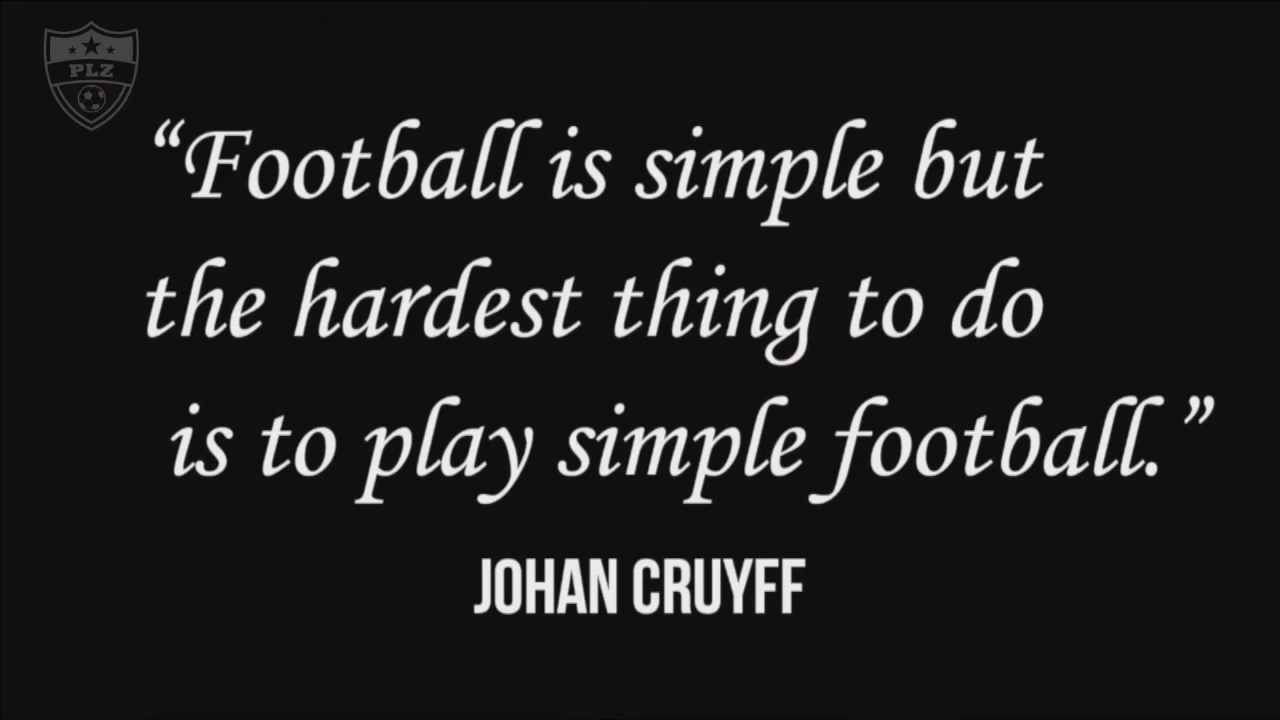 PLZ
“Football is simple but
the hardest thing to do
is to play simple football.”
JOHAN CRUYFF